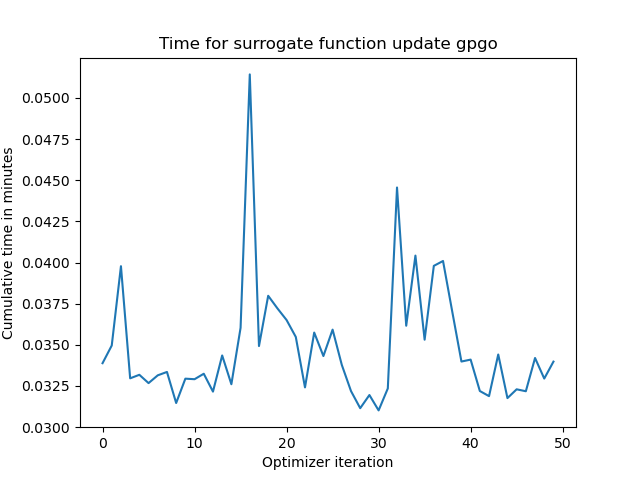 Time for surrogate function update gpgo
Cumulative time in minutes
0.0500
0.0475
0.0450
0.0425
0.0400
0.0375
0.0350
0.0325
0.0300
0 10 20 30 40 50
Optimizer iteration